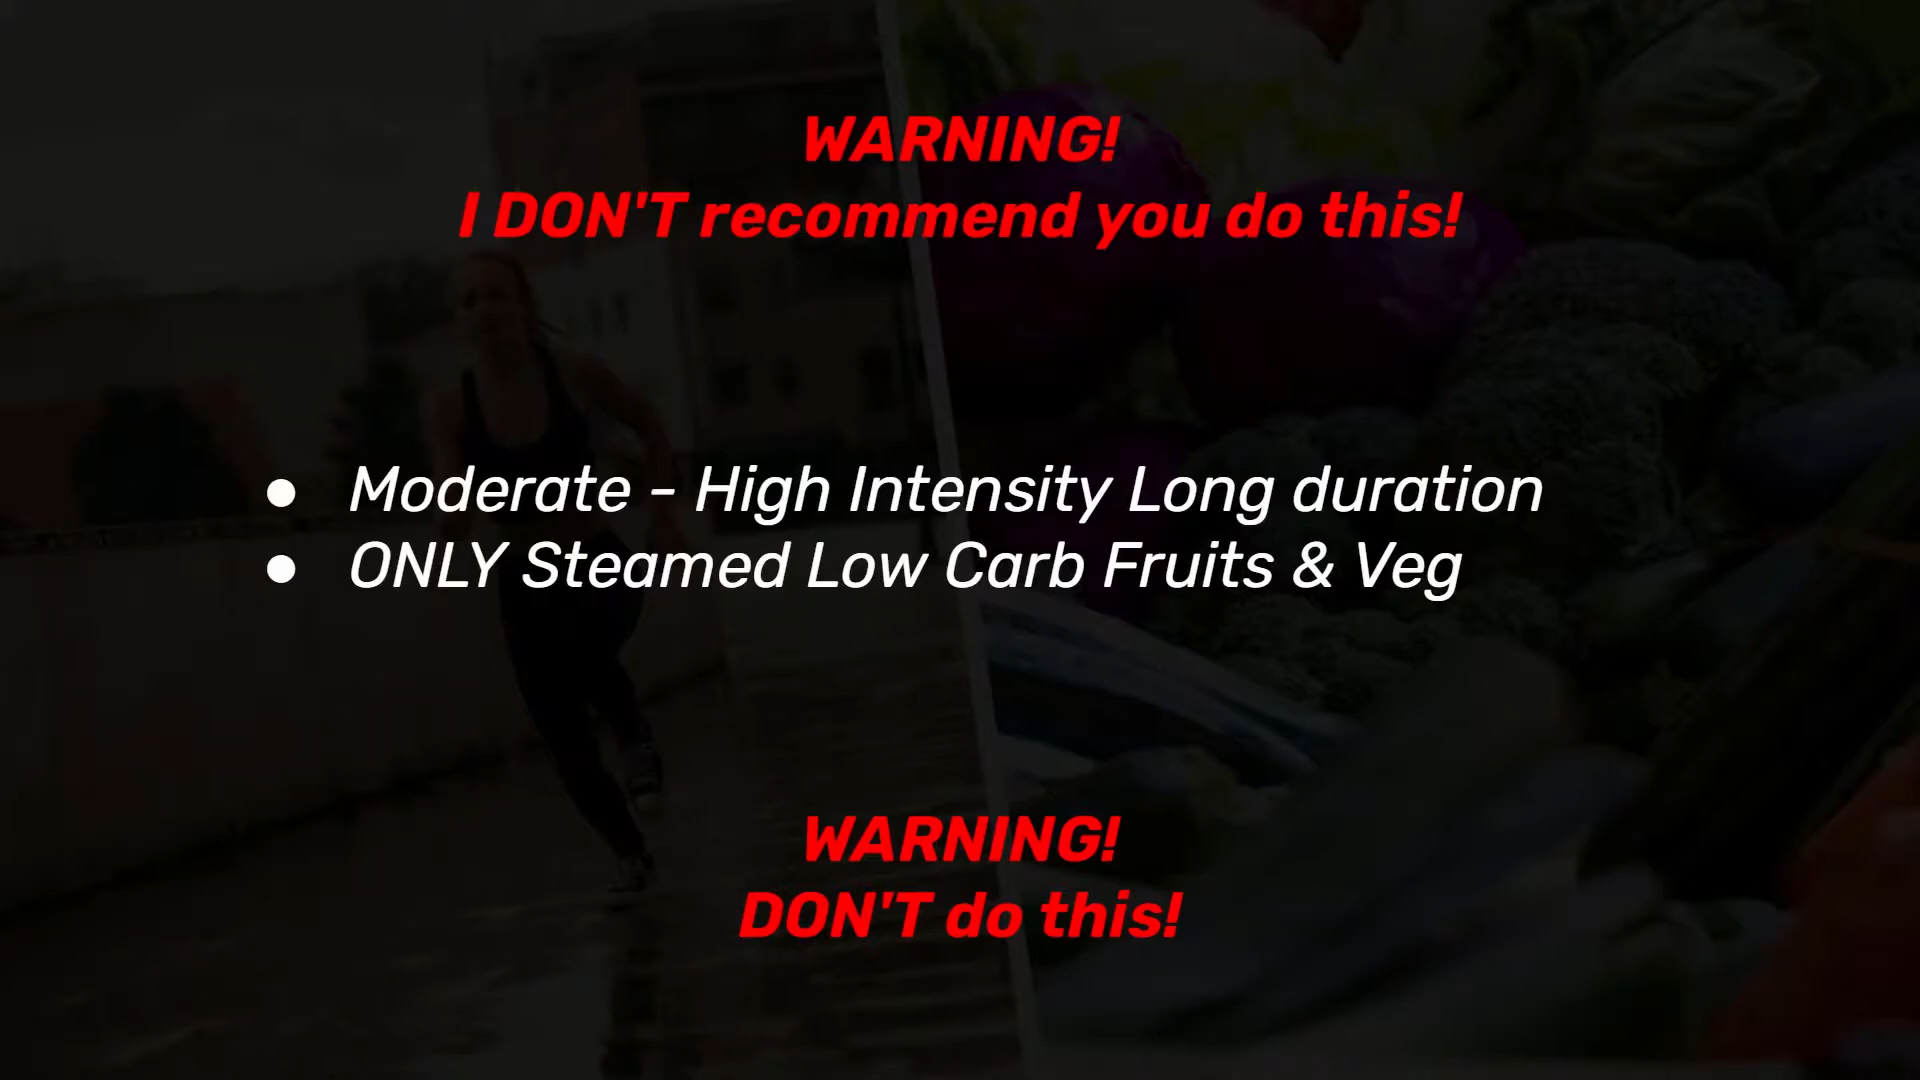 WARNING!
I DON'T recommend you do this!
● Moderate - High Intensity Long duration
● ONLY Steamed Low Carb Fruits & Veg
WARNING!
DON'T do this!